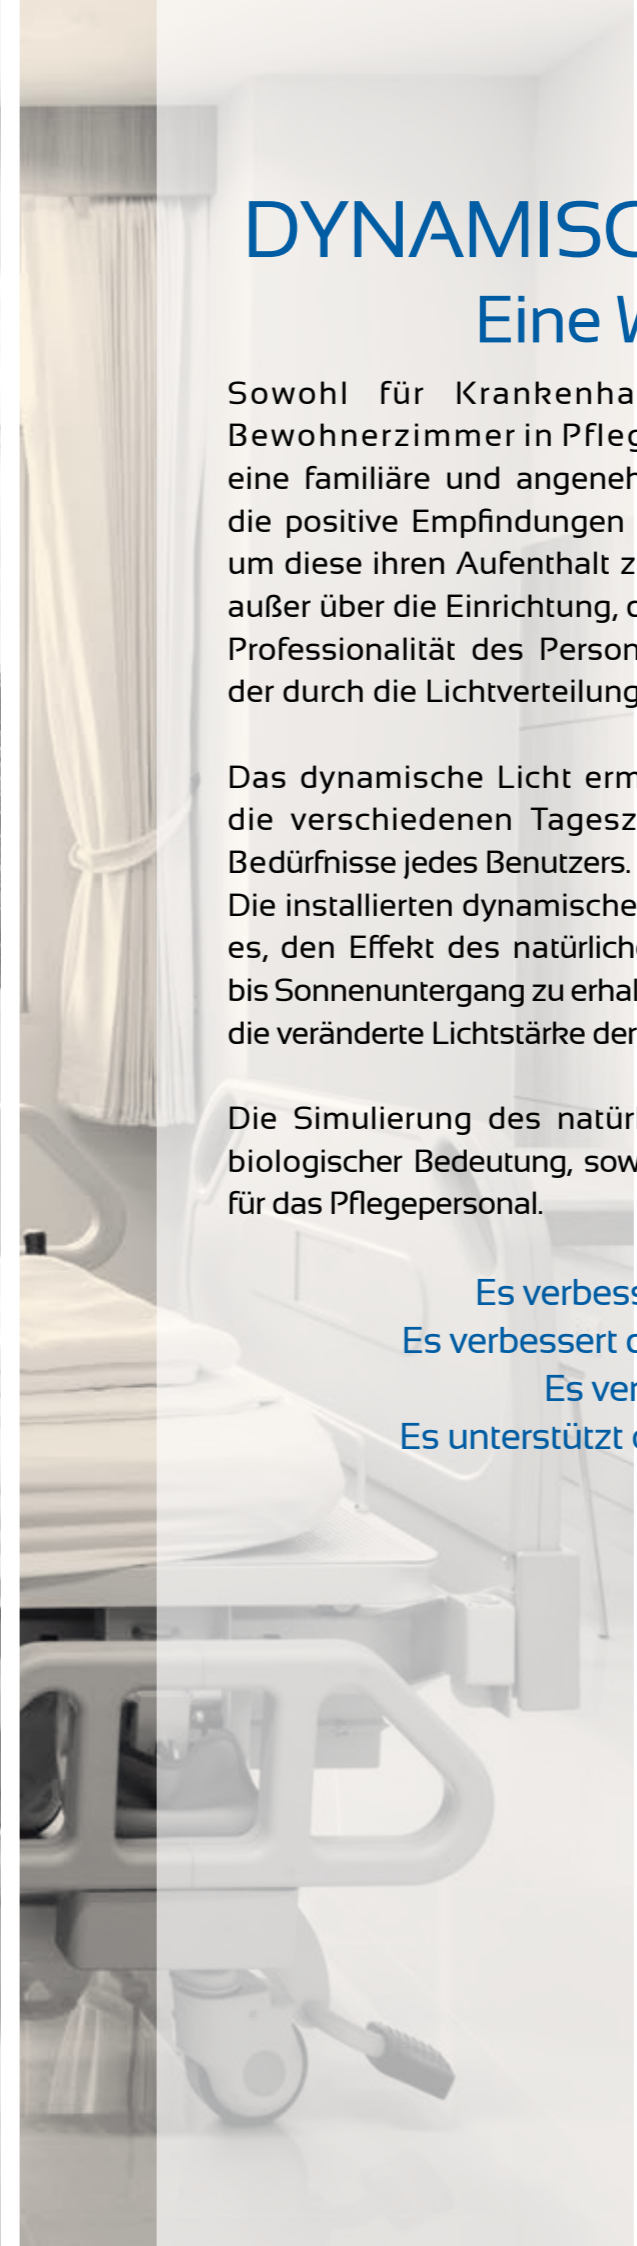 DYNAMISC
Eine W
Sowohl für Krankenha
Bewohnerzimmer in Pfleg
eine familiäre und angeneh
die positive Empfindungen
um diese ihren Aufenthalt z
außer über die Einrichtung, d
Professionalität des Person
der durch die Lichtverteilung
Das dynamische Licht erm
die verschiedenen Tagesz
Bedürfnisse jedes Benutzers.
Die installierten dynamische
es, den Effekt des natürliche
bis Sonnenuntergang zu erhal
die veränderte Lichtstärke der
Die Simulierung des natürl
biologischer Bedeutung, sow
für das Pflegepersonal.
Es verbess
Es verbessert d
Es ver
Es unterstützt d